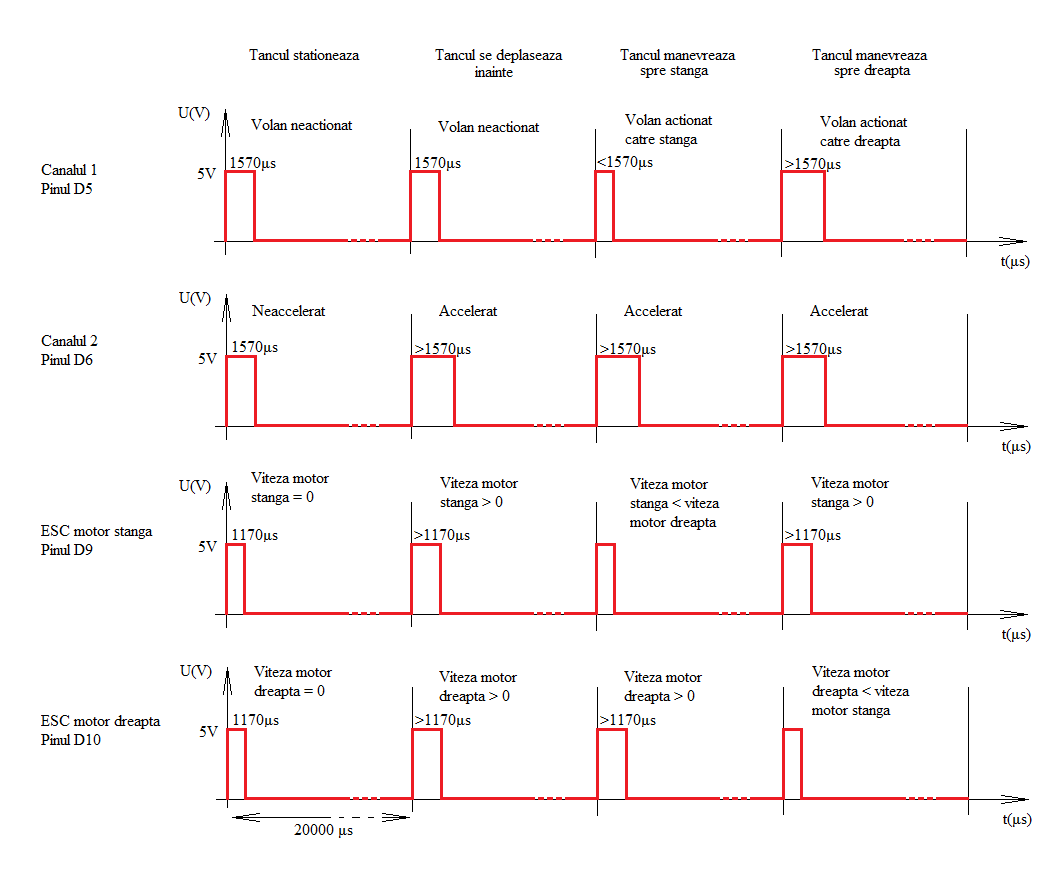 Tancul stationeaza
Tancul se deplaseaza
inainte
Tancul manevreaza
spre stanga
Tancul manevreaza
spre dreapta
Canalul 1
Pinul D5
U(V)
5V
Volan neactionat
1570µs
Volan neactionat
1570µs
Volan actionat
catre stanga
<1570µs
Volan actionat
catre dreapta
>1570µs
t(µs)
Canalul 2
Pinul D6
U(V)
5V
Neaccelerat
1570µs
Accelerat
>1570µs
Accelerat
>1570µs
Accelerat
>1570µs
t(µs)
ESC motor stanga
Pinul D9
U(V)
5V
Viteza motor
stanga = 0
1170µs
Viteza motor
stanga > 0
>1170µs
Viteza motor
stanga < viteza
motor dreapta
Viteza motor
stanga > 0
>1170µs
t(µs)
ESC motor dreapta
Pinul D10
U(V)
5V
Viteza motor
dreapta = 0
1170µs
Viteza motor
dreapta > 0
>1170µs
Viteza motor
dreapta > 0
>1170µs
Viteza motor
dreapta < viteza
motor stanga
t(µs)
20000 µs